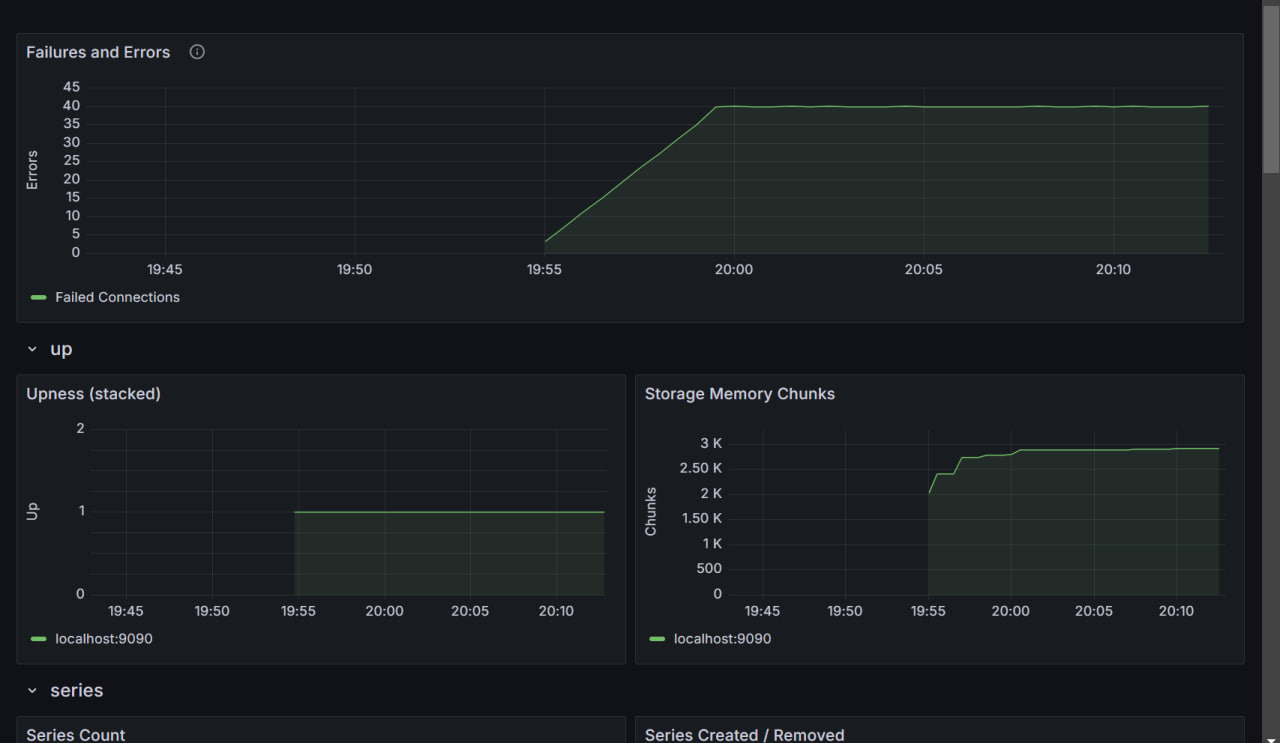 Failures and Errors
45
40
35
30
25
20
15
10
5
0
Errors
19:45 19:50 19:55 20:00 20:05 20:10
Failed Connections
up
Upness (stacked)
2
1
0
Up
19:45 19:50 19:55 20:00 20:05 20:10
localhost:9090
Storage Memory Chunks
3 K
2.50 K
2 K
1.50 K
1 K
500
0
Chunks
19:45 19:50 19:55 20:00 20:05 20:10
localhost:9090
series
Series Count
Series Created / Removed